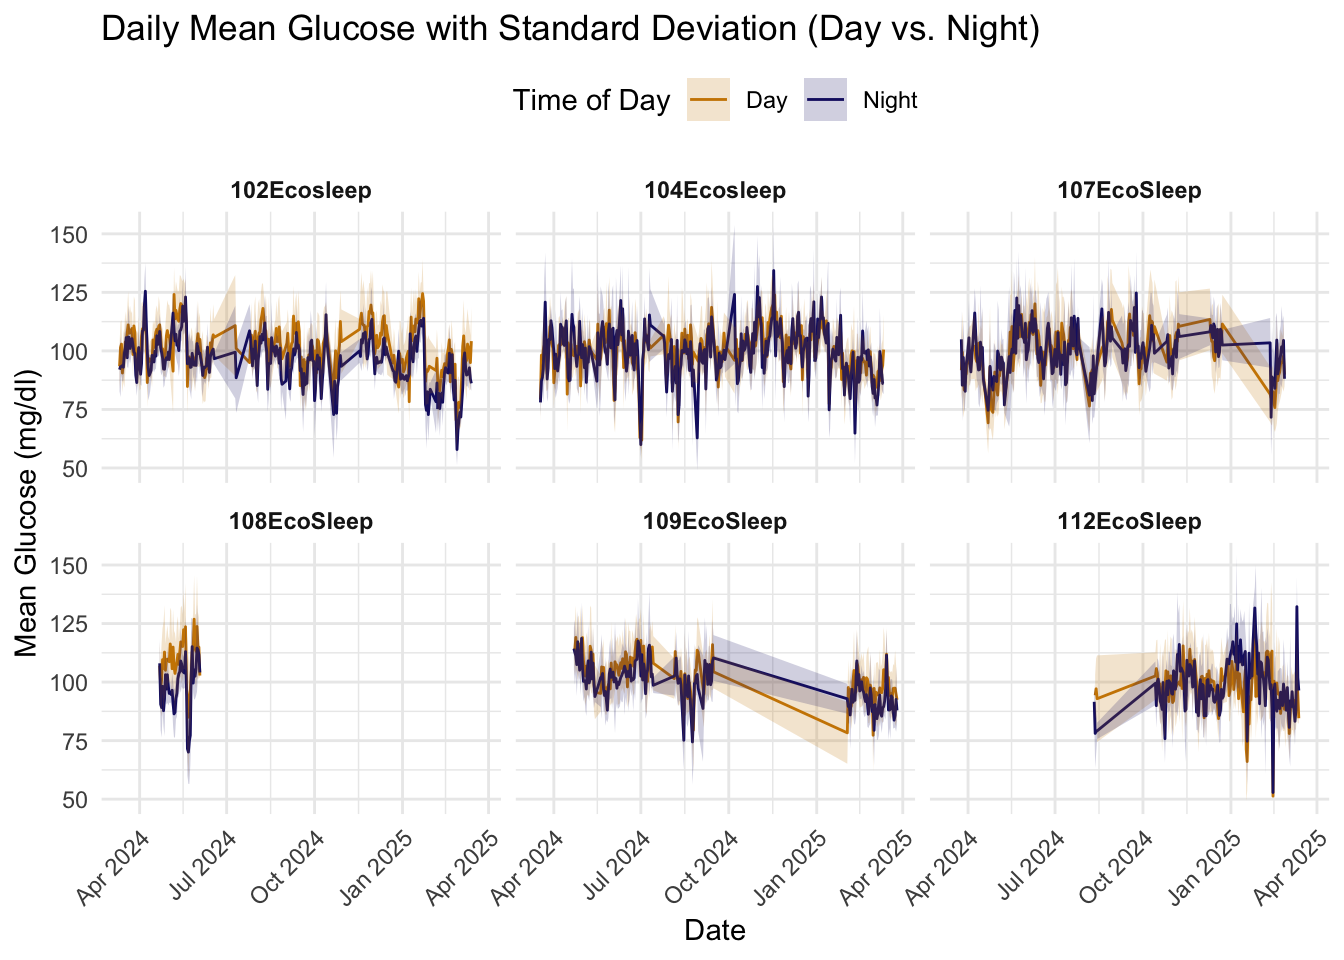 Daily Mean Glucose with Standard Deviation (Day vs. Night)
Time of Day Day Night
102Ecosleep 104Ecosleep 107EcoSleep
150
125
100
75
50
108EcoSleep 109EcoSleep 112EcoSleep
150
125
100
75
50
Mean Glucose (mg/dl)
Apr 2024 Jul 2024 Oct 2024 Jan 2025 Apr 2025 Apr 2024 Jul 2024 Oct 2024 Jan 2025 Apr 2025 Apr 2024 Jul 2024 Oct 2024 Jan 2025 Apr 2025
Date